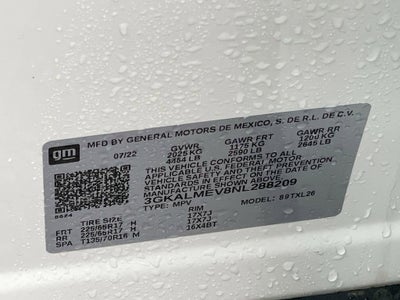 gm
MFD BY GENERAL MOTORS DE MEXICO, S. DE R.L. DE C.V.
07/22 GVWR GAWR FRT GAWR RR
2025 KG 1175 KG 1200 KG
4464 LB 2590 LB 2645 LB
THIS VEHICLE CONFORMS TO ALL
APPLICABLE U.S. FEDERAL MOTOR
VEHICLE SAFETY, BUMPER, AND THEFT
PREVENTION STANDARDS IN
EFFECT ON THE DATE OF
MANUFACTURE SHOWN ABOVE.
3GKALMEV8NL288209
TYPE: MPV MODEL: S9TXL26
TIRE SIZE RIM
FRT 225/65R17 H 17X7J
RR 225/65R17 H 17X7J
SPA T135/70R16 M 16X4BT